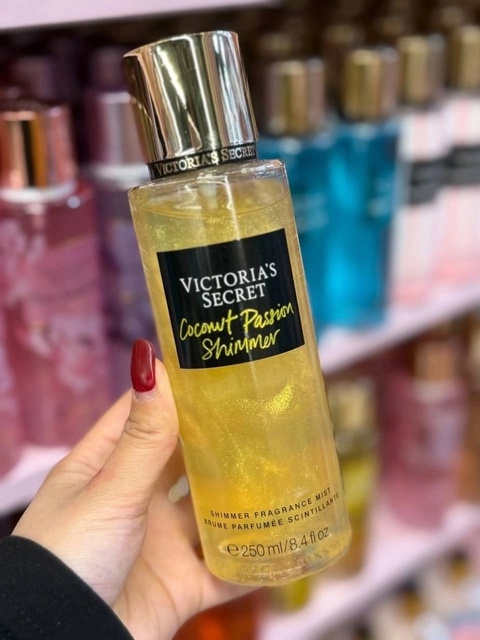 VICTORIA'S SECRET
VICTORIA'S
SECRET
Coconut Passion
Shimmer
SHIMMER FRAGRANCE MIST
BRUME PARFUMÉE SCINTILLANTE
℮ 250 ml/8.4 fl oz